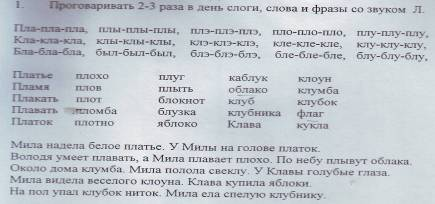 1. Проговаривать 2-3 раза в день слоги, слова и фразы со звуком Л.
Пла-пла-пла, плы-плы-плы, плэ-плэ-плэ, пло-пло-пло, плу-плу-плу,
Кла-кла-кла, клы-клы-клы, клэ-клэ-клэ, кле-кле-кле, клу-клу-клу,
Бла-бла-бла, был-был-был, блэ-блэ-блэ, бле-бле-бле, блу-блу-блу,
Платье плохо плуг каблук клоун
Пламя плов плыть облако клумба
Плакать плот блокнот клуб клубок
Плавать пломба блузка клубника флаг
Платок плотно яблоко Клава кукла
Мила надела белое платье. У Милы на голове платок.
Володя умеет плавать, а Мила плавает плохо. По небу плывут облака.
Около дома клумба. Мила полола свеклу. У Клавы голубые глаза.
Мила видела веселого клоуна. Клава купила яблоки.
На пол упал клубок ниток. Мила ела спелую клубнику.